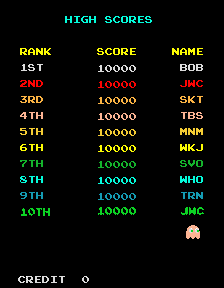 HIGH SCORES
RANK SCORE NAME
1ST 10000 BOB
2ND 10000 JWC
3RD 10000 SKT
4TH 10000 TBS
5TH 10000 MNM
6TH 10000 WKJ
7TH 10000 SVO
8TH 10000 WHO
9TH 10000 TRN
10TH 10000 JWC
CREDIT 0